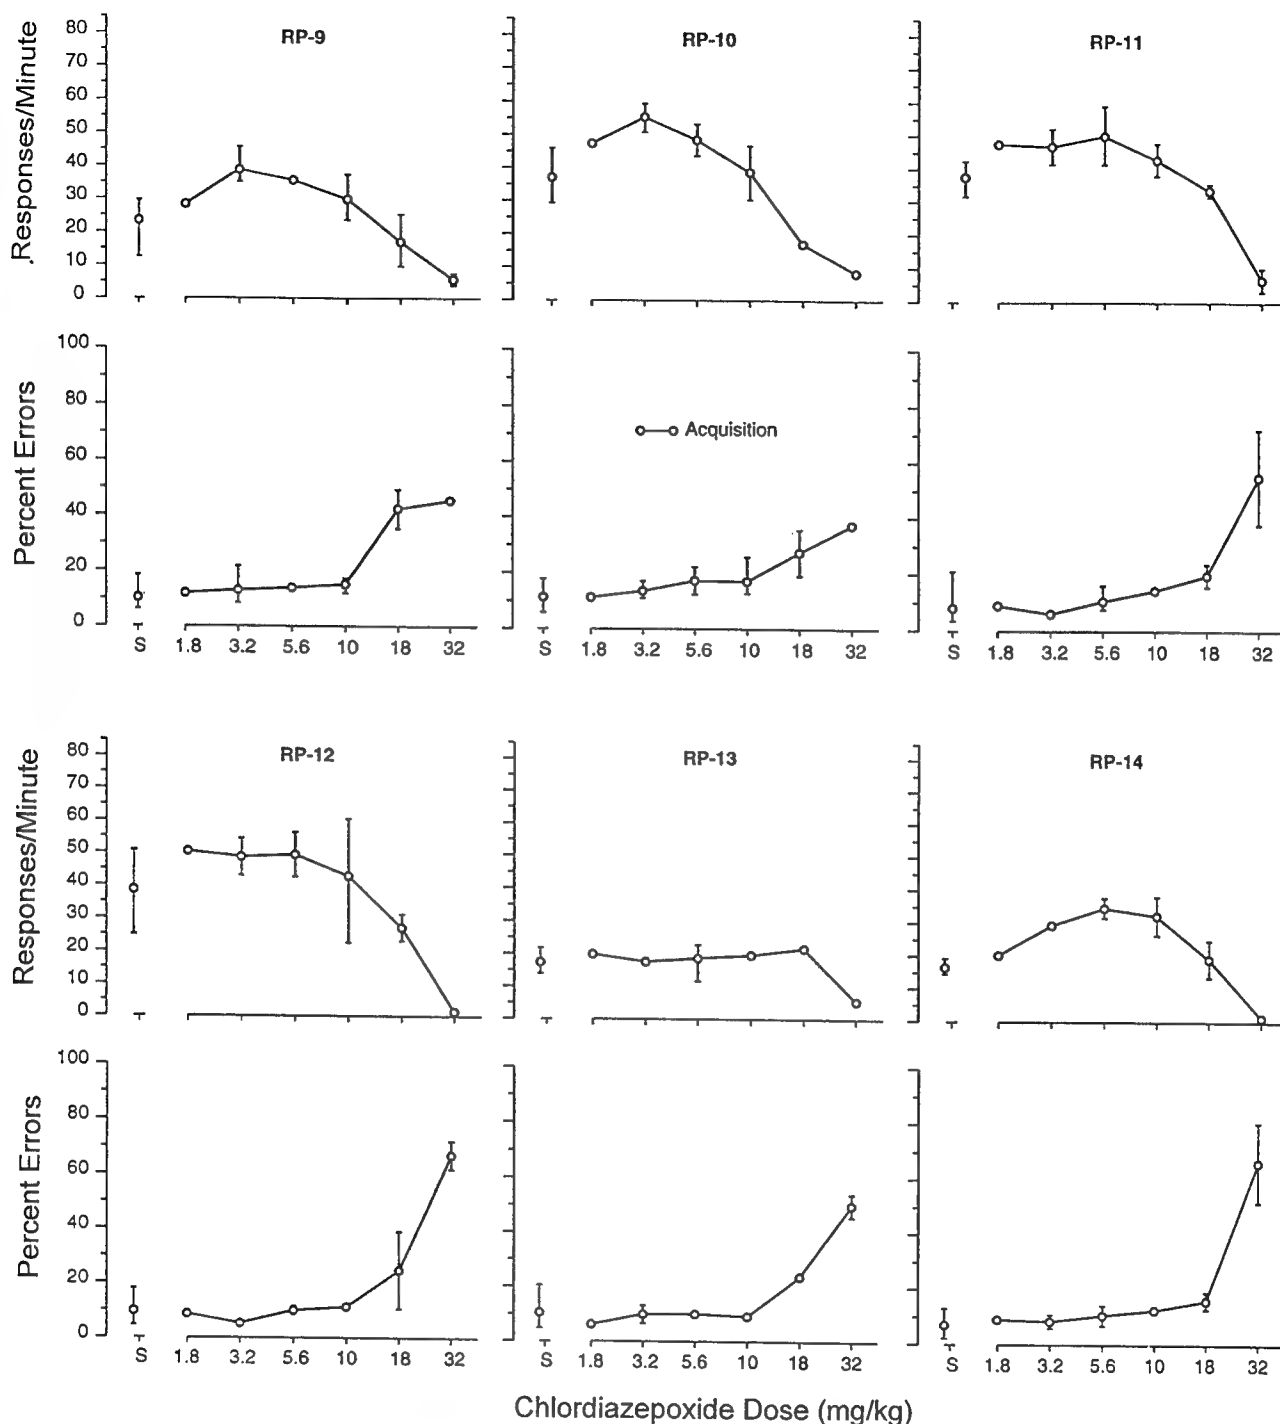 RP-9
RP-10
RP-11
80
70
60
50
40
30
20
10
0
.Responses/Minute
100
80
60
40
20
0
Percent Errors
Acquisition
S 1.8 3.2 5.6 10 18 32
S 1.8 3.2 5.6 10 18 32
S 1.8 3.2 5.6 10 18 32
RP-12
RP-13
RP-14
80
70
60
50
40
30
20
10
0
Responses/Minute
100
80
60
40
20
0
Percent Errors
S 1.8 3.2 5.6 10 18 32
S 1.8 3.2 5.6 10 18 32
S 1.8 3.2 5.6 10 18 32
Chlordiazepoxide Dose (mg/kg)